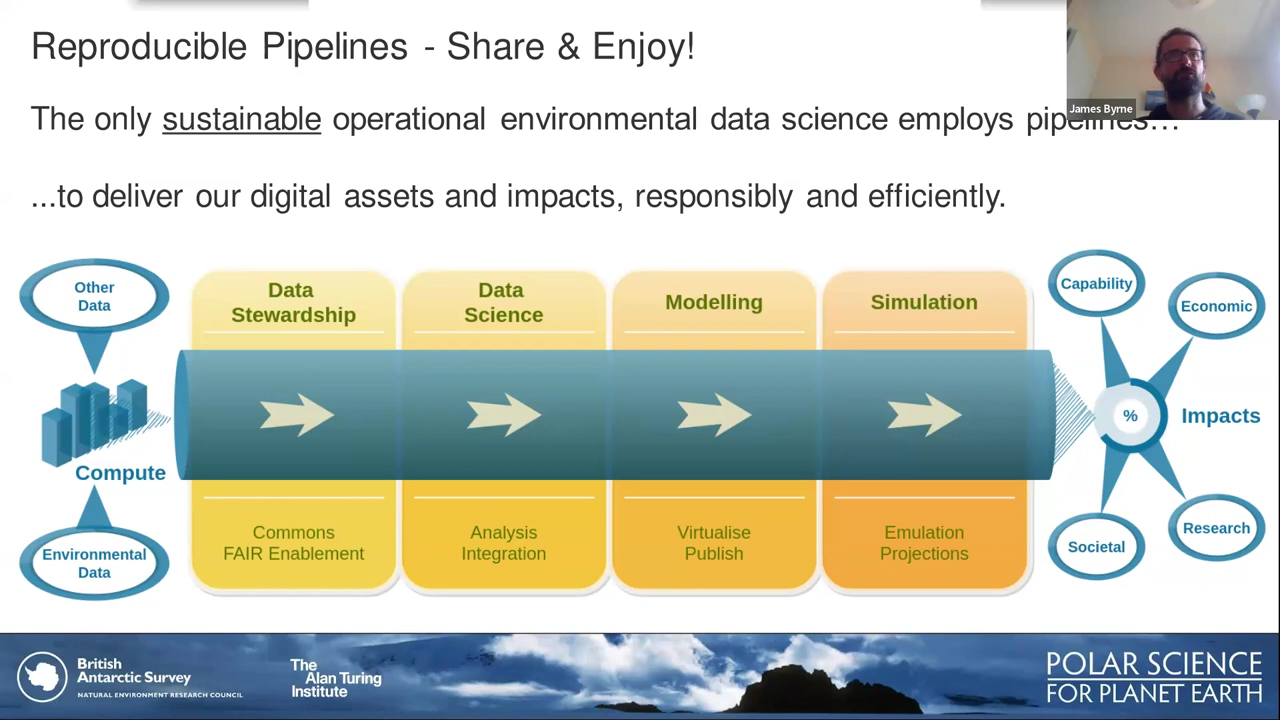 Reproducible Pipelines - Share & Enjoy!
James Byrne
The only sustainable operational environmental data science employs pipelines...
...to deliver our digital assets and impacts, responsibly and efficiently.
Other
Data
Compute
Environmental
Data
Data
Stewardship
Commons
FAIR Enablement
Data
Science
Analysis
Integration
Modelling
Virtualise
Publish
Simulation
Emulation
Projections
Capability
Economic
%
Impacts
Societal
Research
British
Antarctic Survey
NATURAL ENVIRONMENT RESEARCH COUNCIL
The
Alan Turing
Institute
POLAR SCIENCE
FOR PLANET EARTH